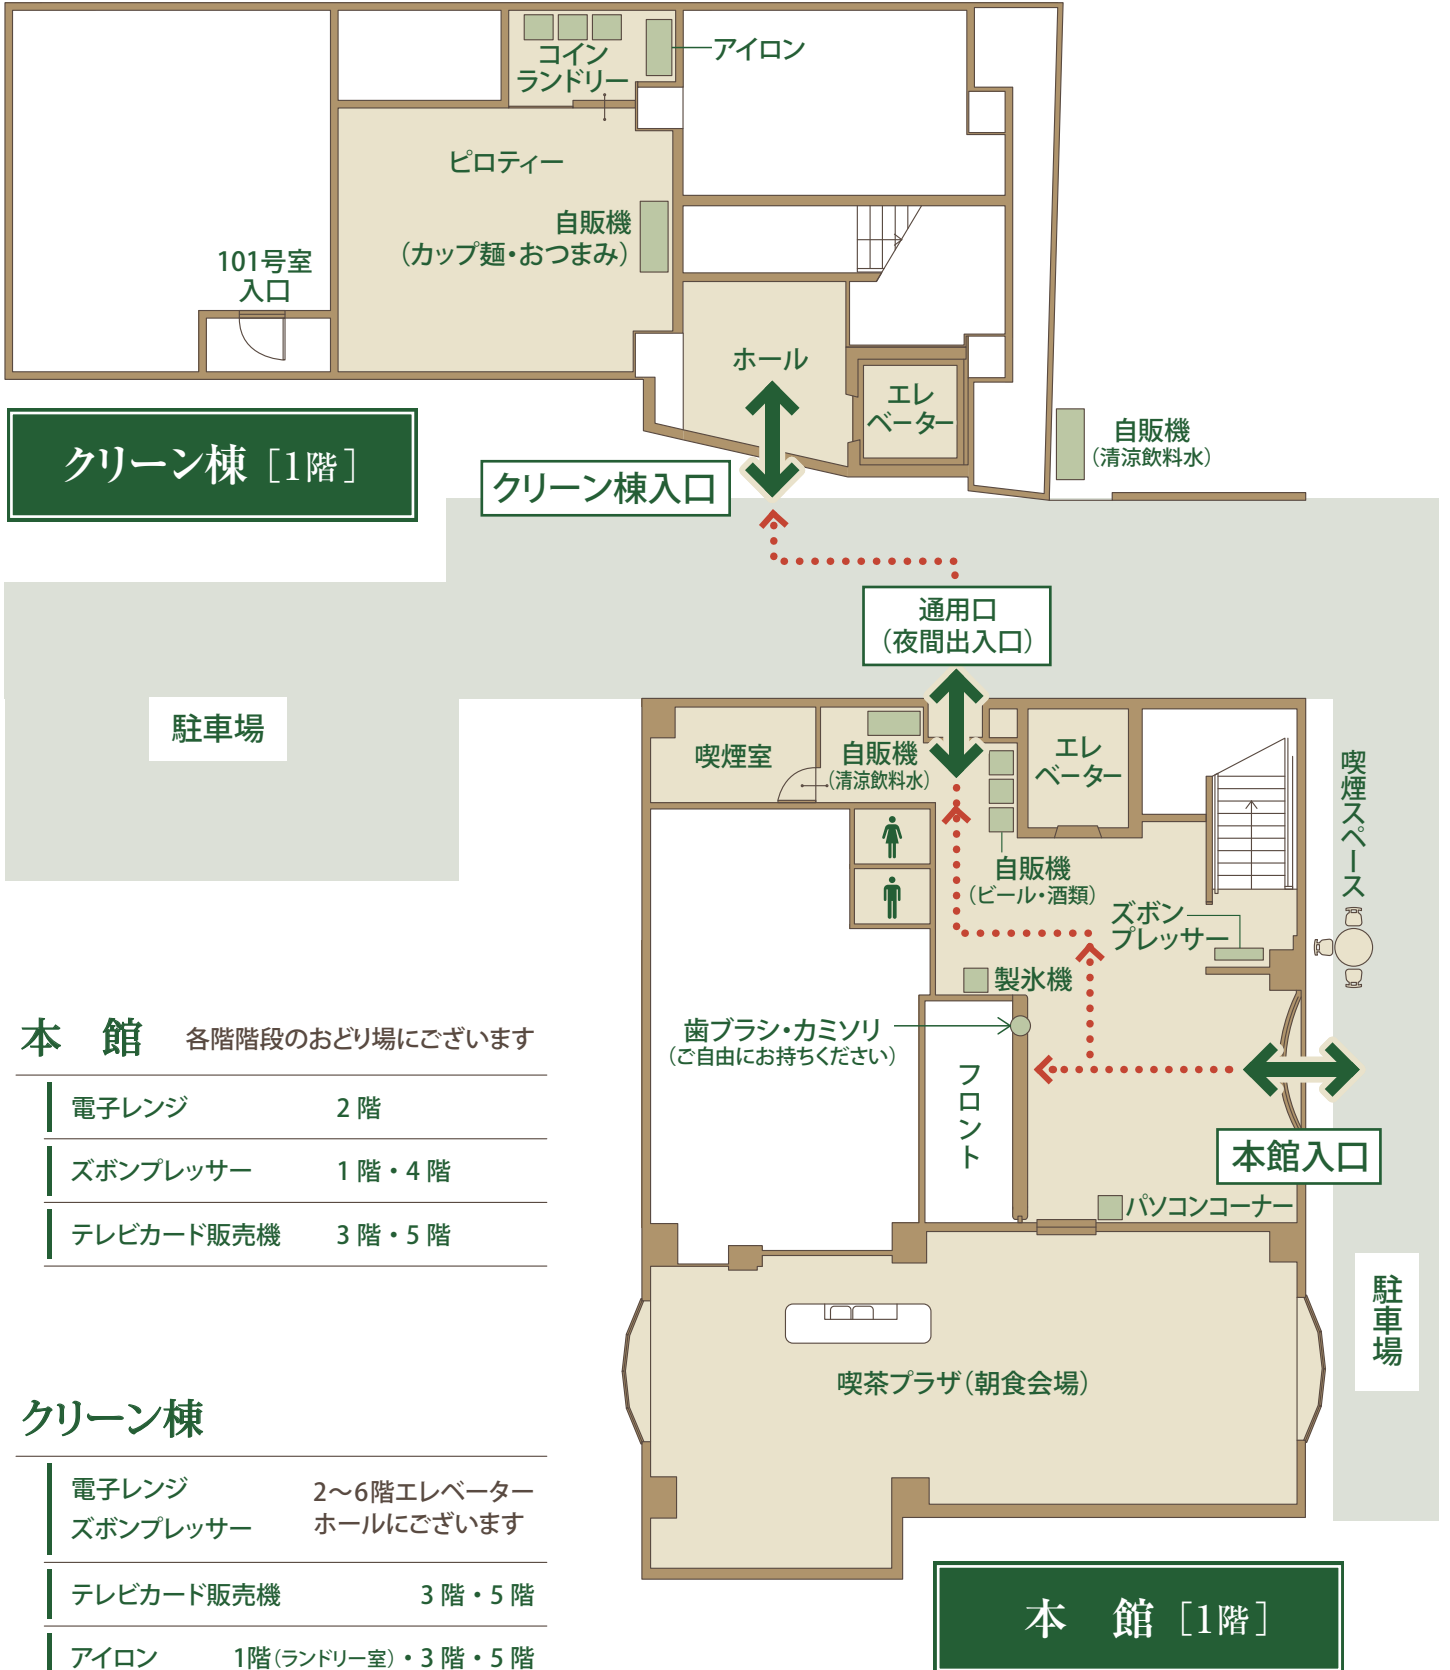 コイン
ランドリー
アイロン
ピロティー
自販機
（カップ麺・おつまみ）
101号室
入口
ホール
エレ
ベーター
自販機
（清涼飲料水）
クリーン棟［1階］
クリーン棟入口
通用口
（夜間出入口）
駐車場
喫煙室
自販機
（清涼飲料水）
エレ
ベーター
喫煙スペース
自販機
（ビール・酒類）
ズボン
プレッサー
製氷機
歯ブラシ・カミソリ
（ご自由にお持ちください）
フロント
本館入口
パソコンコーナー
駐車場
喫茶プラザ（朝食会場）
本　館　各階階段のおどり場にございます
電子レンジ　2 階
ズボンプレッサー　1 階・4 階
テレビカード販売機　3 階・5 階
クリーン棟
電子レンジ
ズボンプレッサー
2～6階エレベーター
ホールにございます
テレビカード販売機　3 階・5 階
アイロン　1階（ランドリー室）・3 階・5 階
本　館［1階］